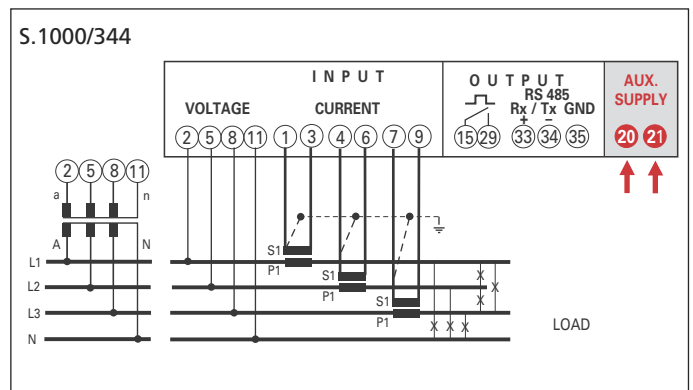 S.1000/344
INPUT
OUTPUT
AUX.
SUPPLY
VOLTAGE
CURRENT
RS 485
Rx / Tx GND
+ −
2 5 8 11 1 3 4 6 7 9 15 29 33 34 35 20 21
2 5 8 11
a n
A N
S1
P1
S1
P1
S1
P1
L1
L2
L3
N
X X
X
X X X
LOAD